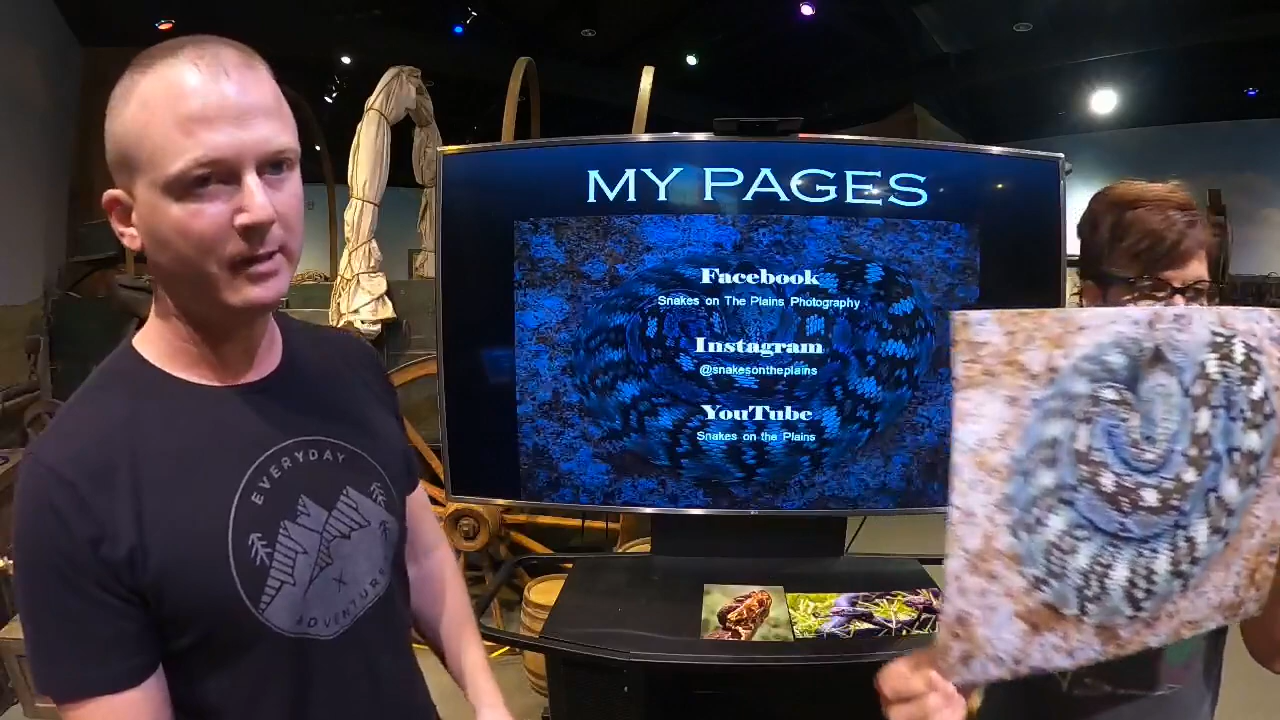 MY PAGES
Facebook
Snakes on The Plains Photography
Instagram
@snakesontheplains
YouTube
Snakes on the Plains
EVERYDAY
X
ADVENTURE